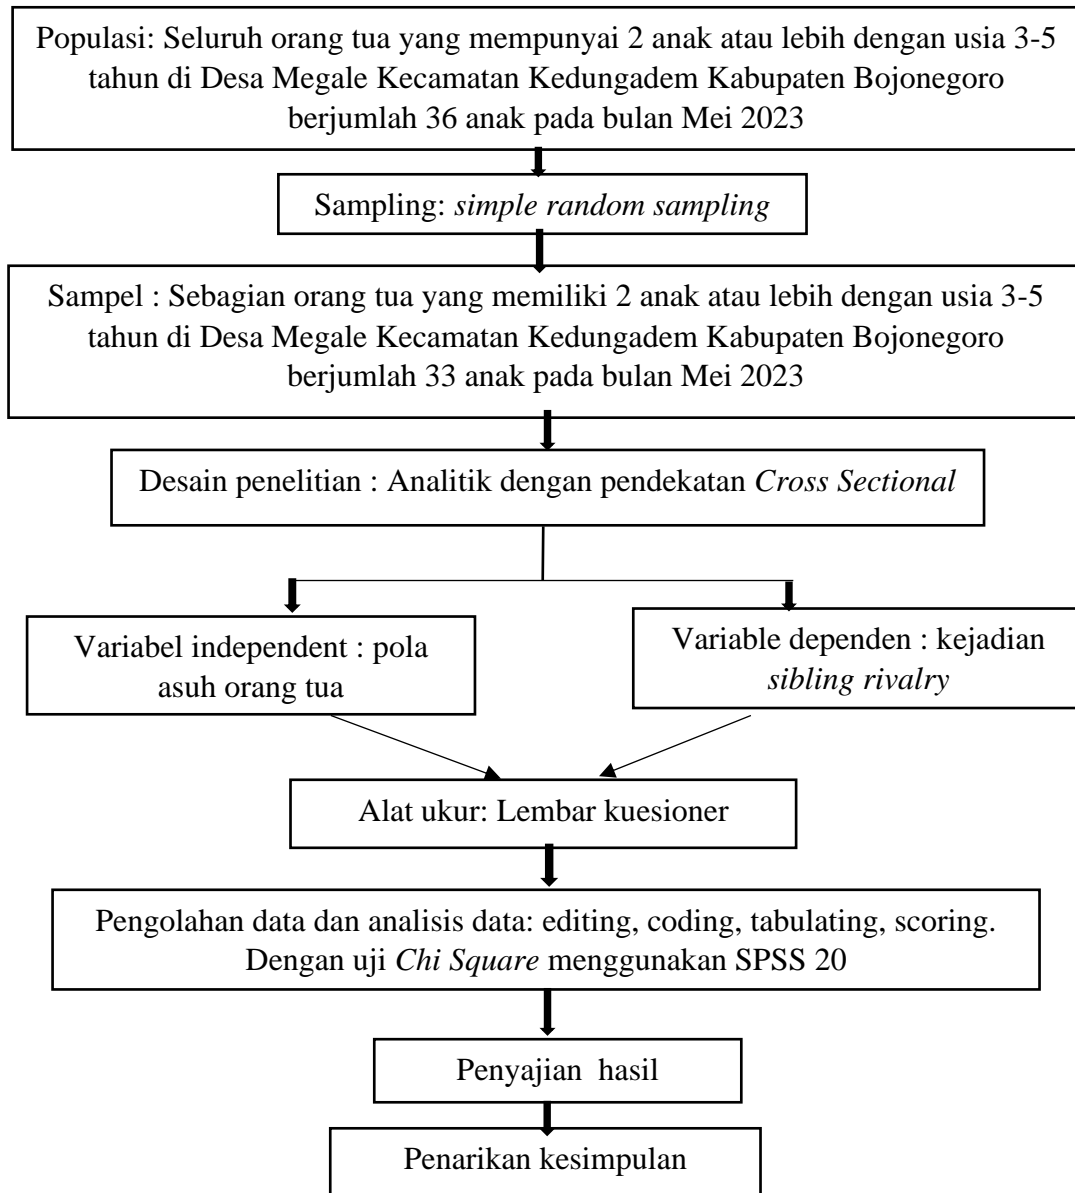 Populasi: Seluruh orang tua yang mempunyai 2 anak atau lebih dengan usia 3-5
tahun di Desa Megale Kecamatan Kedungadem Kabupaten Bojonegoro
berjumlah 36 anak pada bulan Mei 2023
Sampling: simple random sampling
Sampel : Sebagian orang tua yang memiliki 2 anak atau lebih dengan usia 3-5
tahun di Desa Megale Kecamatan Kedungadem Kabupaten Bojonegoro
berjumlah 33 anak pada bulan Mei 2023
Desain penelitian : Analitik dengan pendekatan Cross Sectional
Variabel independent : pola
asuh orang tua
Variable dependen : kejadian
sibling rivalry
Alat ukur: Lembar kuesioner
Pengolahan data dan analisis data: editing, coding, tabulating, scoring.
Dengan uji Chi Square menggunakan SPSS 20
Penyajian hasil
Penarikan kesimpulan